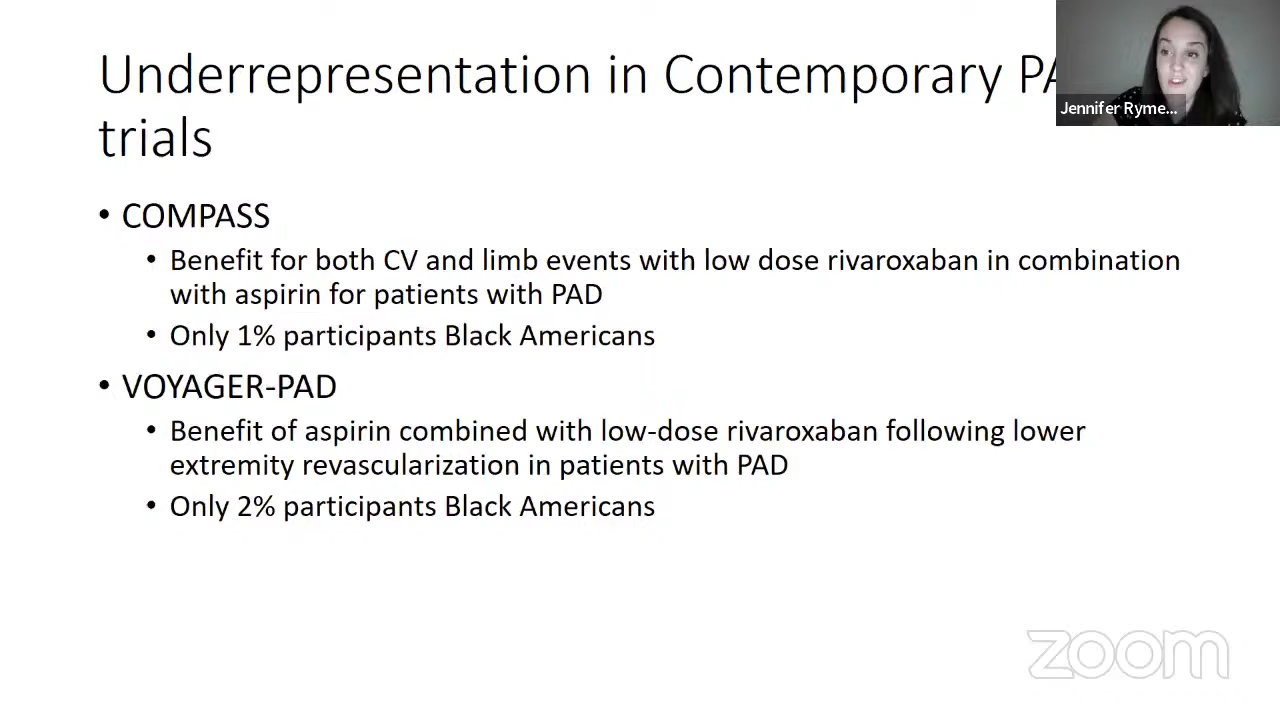 Underrepresentation in Contemporary PA
trials
Jennifer Ryme...
• COMPASS
• Benefit for both CV and limb events with low dose rivaroxaban in combination
with aspirin for patients with PAD
• Only 1% participants Black Americans
• VOYAGER-PAD
• Benefit of aspirin combined with low-dose rivaroxaban following lower
extremity revascularization in patients with PAD
• Only 2% participants Black Americans
zoom